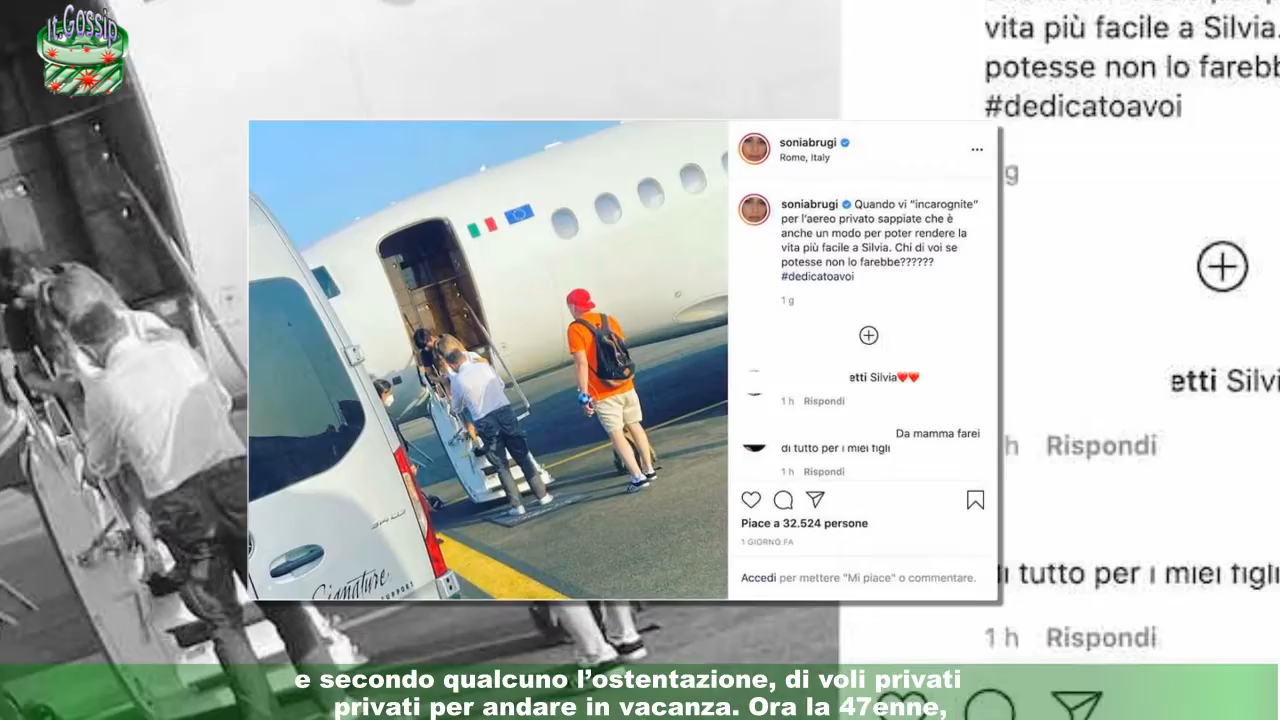 It.Gossip
vita più facile a Silvia.
potesse non lo farebb
#dedicatoavoi
g
etti Silvi
h Rispondi
di tutto per i miei figli
1 h Rispondi
soniabrugi
Rome, Italy
soniabrugi Quando vi “incarognite”
per l’aereo privato sappiate che è
anche un modo per poter rendere la
vita più facile a Silvia. Chi di voi se
potesse non lo farebbe??????
#dedicatoavoi
1 g
etti Silvia❤️❤️
1 h Rispondi
Da mamma farei
di tutto per i miei figli
1 h Rispondi
Piace a 32.524 persone
1 GIORNO FA
Accedi per mettere "Mi piace" o commentare.
Signature
SUPPORT
e secondo qualcuno l’ostentazione, di voli privati
privati per andare in vacanza. Ora la 47enne,